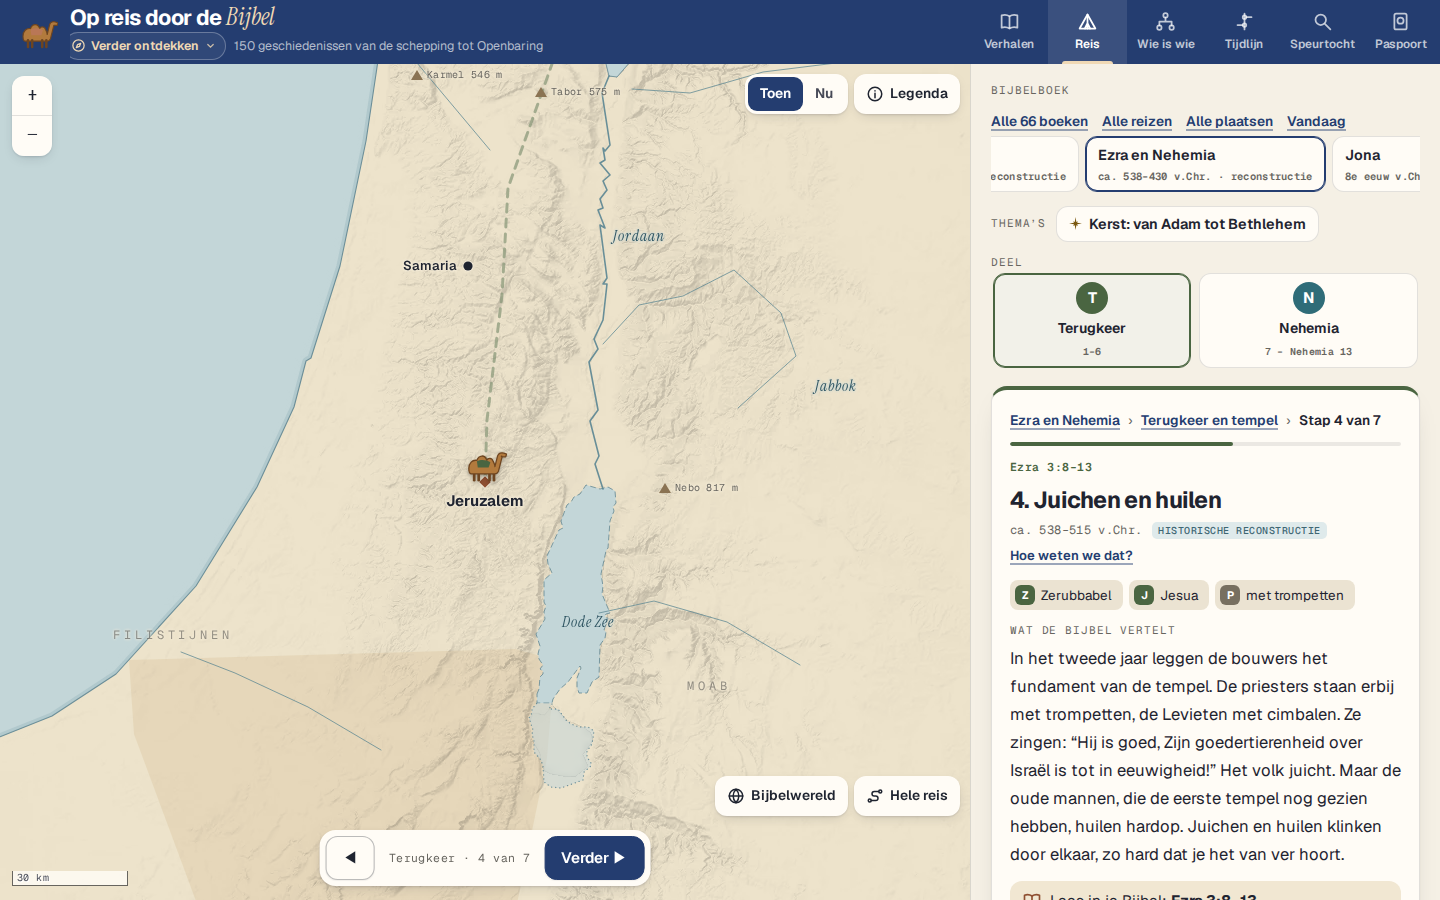 Op reis door de Bijbel
Verder ontdekken
150 geschiedenissen van de schepping tot Openbaring
Verhalen
Reis
Wie is wie
Tijdlijn
Speurtocht
Paspoort
+
−
Karmel 546 m
Tabor 575 m
Toen
Nu
Legenda
Jordaan
Samaria
Jabbok
Jeruzalem
Nebo 817 m
Dode Zee
FILISTIJNEN
MOAB
Bijbelwereld
Hele reis
Terugkeer · 4 van 7
Verder
30 km
BIJBELBOEK
Alle 66 boeken
Alle reizen
Alle plaatsen
Vandaag
econstructie
Ezra en Nehemia
ca. 538–430 v.Chr. · reconstructie
Jona
8e eeuw v.Ch
THEMA'S
Kerst: van Adam tot Bethlehem
DEEL
T
Terugkeer
1–6
N
Nehemia
7 – Nehemia 13
Ezra en Nehemia › Terugkeer en tempel › Stap 4 van 7
Ezra 3:8–13
4. Juichen en huilen
ca. 538–515 v.Chr.
HISTORISCHE RECONSTRUCTIE
Hoe weten we dat?
Z Zerubbabel
J Jesua
P met trompetten
WAT DE BIJBEL VERTELT
In het tweede jaar leggen de bouwers het
fundament van de tempel. De priesters staan erbij
met trompetten, de Levieten met cimbalen. Ze
zingen: “Hij is goed, Zijn goedertierenheid over
Israël is tot in eeuwigheid!” Het volk juicht. Maar de
oude mannen, die de eerste tempel nog gezien
hebben, huilen hardop. Juichen en huilen klinken
door elkaar, zo hard dat je het van ver hoort.
Lees in je Bijbel: Ezra 3:8–13